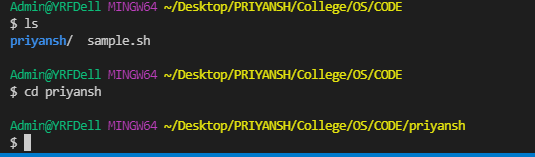 Admin@YRFDell MINGW64 ~/Desktop/PRIYANSH/College/OS/CODE
$ ls
priyansh/  sample.sh
Admin@YRFDell MINGW64 ~/Desktop/PRIYANSH/College/OS/CODE
$ cd priyansh
Admin@YRFDell MINGW64 ~/Desktop/PRIYANSH/College/OS/CODE/priyansh
$